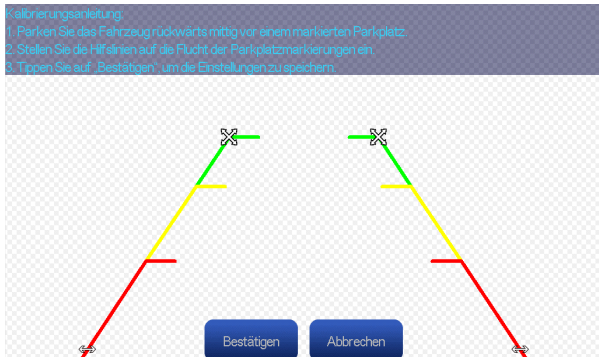 Kalibrierungsanleitung:
1. Parken Sie das Fahrzeug rückwärts mittig vor einem markierten Parkplatz.
2. Stellen Sie die Hilfslinien auf die Flucht der Parkplatzmarkierungen ein.
3. Tippen Sie auf „Bestätigen“, um die Einstellungen zu speichern.
Bestätigen
Abbrechen